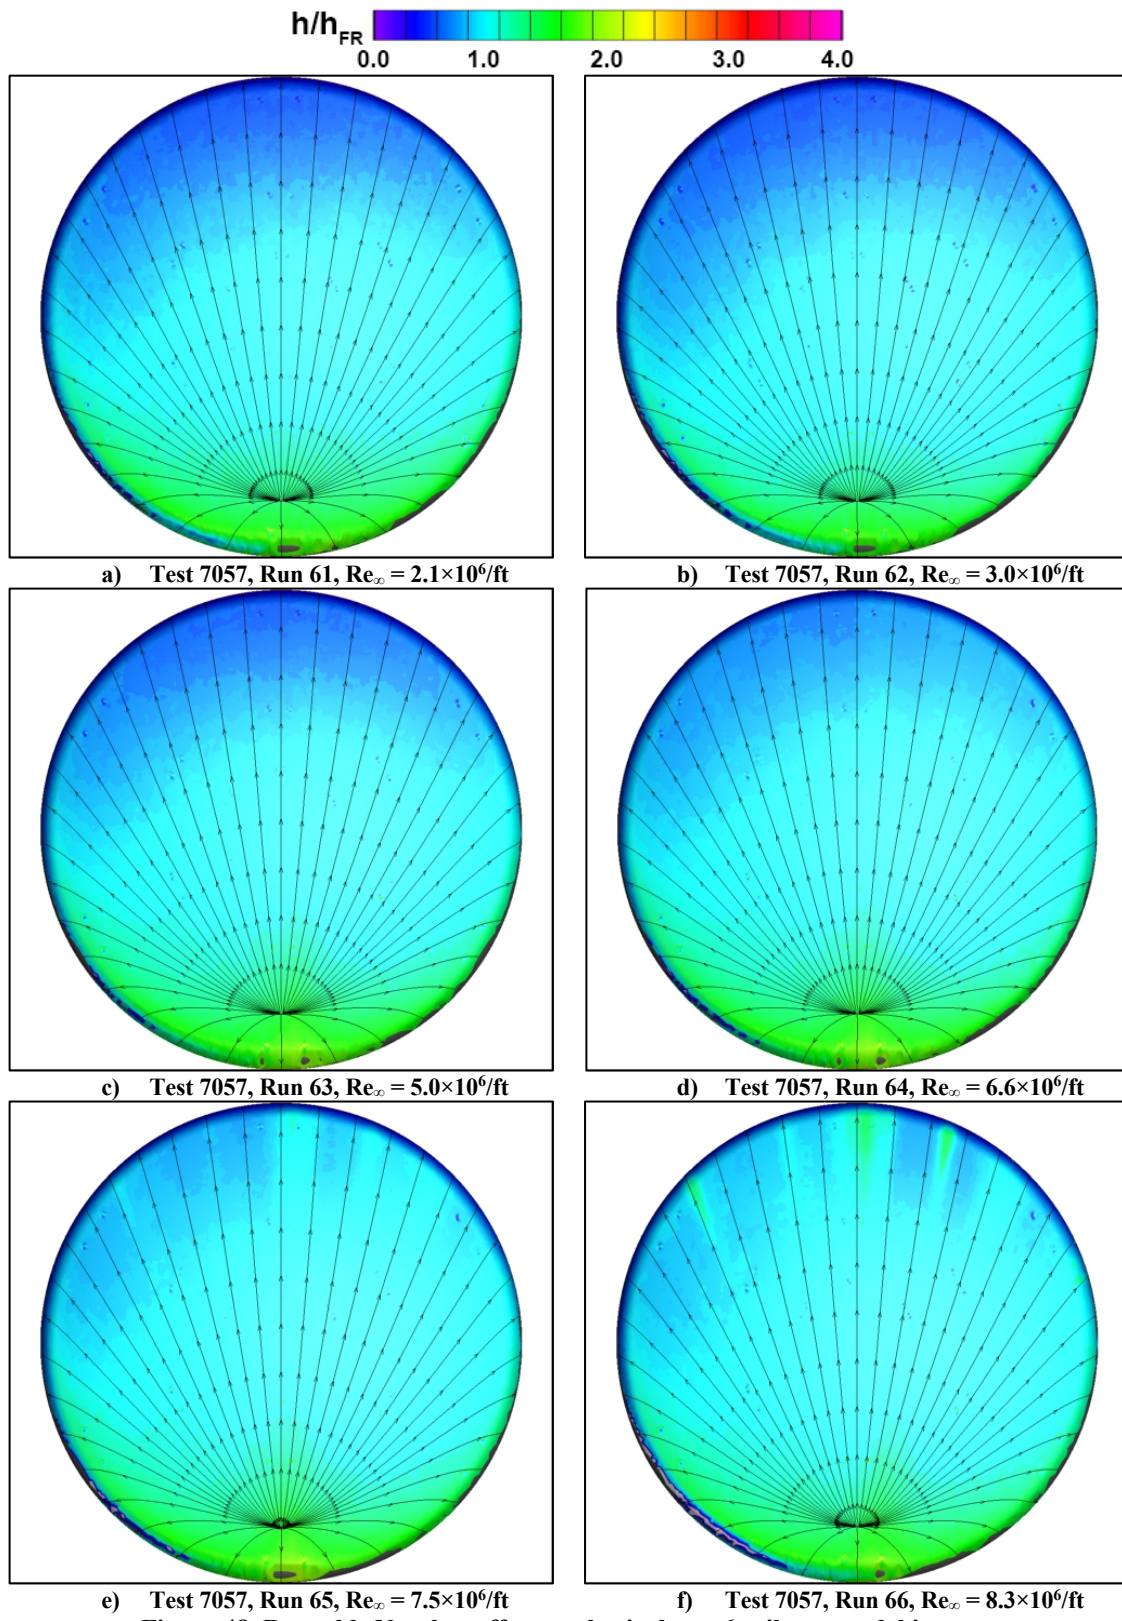 h/hFR
0.0 1.0 2.0 3.0 4.0
a) Test 7057, Run 61, Re∞ = 2.1×10⁶/ft
b) Test 7057, Run 62, Re∞ = 3.0×10⁶/ft
c) Test 7057, Run 63, Re∞ = 5.0×10⁶/ft
d) Test 7057, Run 64, Re∞ = 6.6×10⁶/ft
e) Test 7057, Run 65, Re∞ = 7.5×10⁶/ft
f) Test 7057, Run 66, Re∞ = 8.3×10⁶/ft